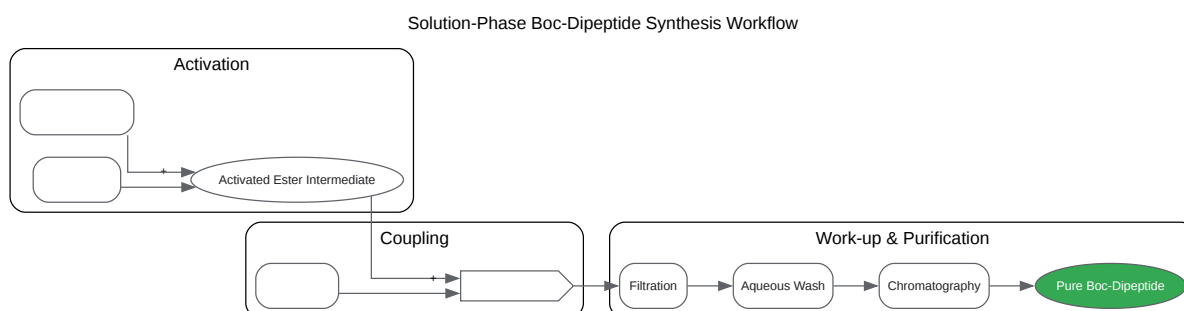 Solution-Phase Boc-Dipeptide Synthesis Workflow
Activation
+
Activated Ester Intermediate
Coupling
+
Work-up & Purification
Filtration
Aqueous Wash
Chromatography
Pure Boc-Dipeptide